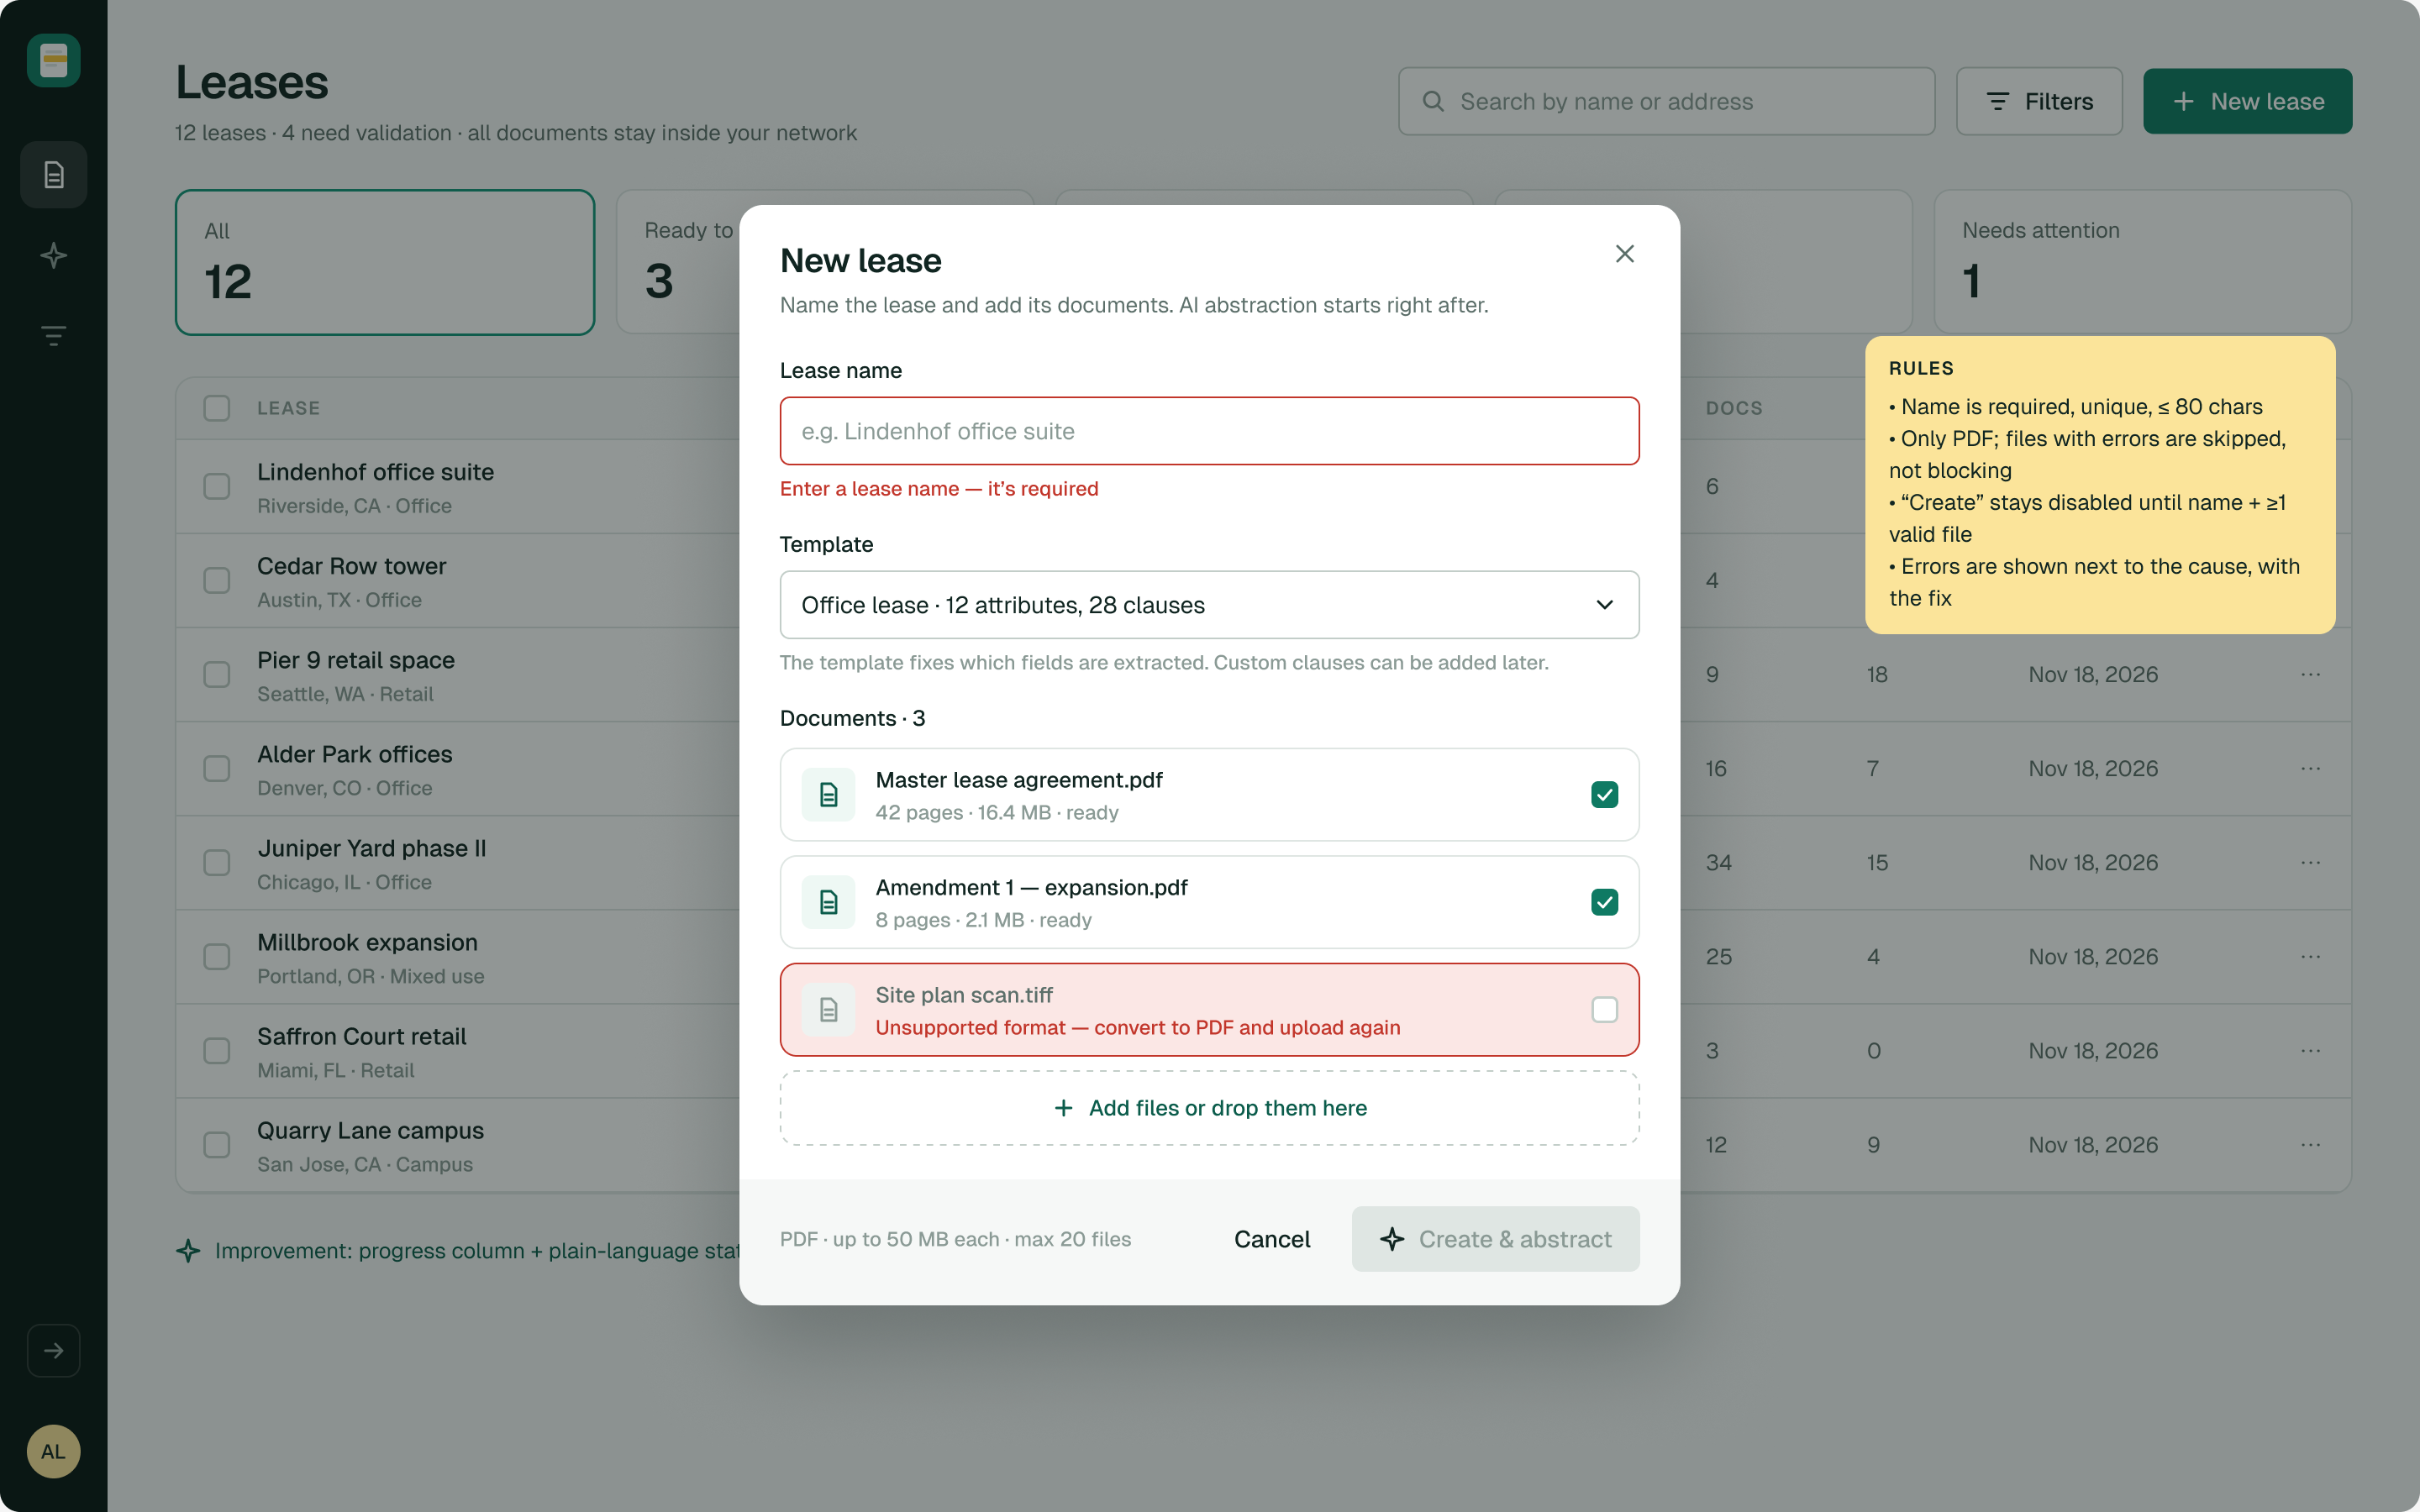 Leases
12 leases · 4 need validation · all documents stay inside your network
Search by name or address
Filters
New lease
All
12
Ready to
3
Needs attention
1
LEASE
DOCS
Lindenhof office suite
Riverside, CA · Office
6
Cedar Row tower
Austin, TX · Office
4
Pier 9 retail space
Seattle, WA · Retail
9
18
Nov 18, 2026
Alder Park offices
Denver, CO · Office
16
7
Nov 18, 2026
Juniper Yard phase II
Chicago, IL · Office
34
15
Nov 18, 2026
Millbrook expansion
Portland, OR · Mixed use
25
4
Nov 18, 2026
Saffron Court retail
Miami, FL · Retail
3
0
Nov 18, 2026
Quarry Lane campus
San Jose, CA · Campus
12
9
Nov 18, 2026
Improvement: progress column + plain-language
AL
New lease
Name the lease and add its documents. AI abstraction starts right after.
Lease name
e.g. Lindenhof office suite
Enter a lease name — it’s required
Template
Office lease · 12 attributes, 28 clauses
The template fixes which fields are extracted. Custom clauses can be added later.
Documents · 3
Master lease agreement.pdf
42 pages · 16.4 MB · ready
Amendment 1 — expansion.pdf
8 pages · 2.1 MB · ready
Site plan scan.tiff
Unsupported format — convert to PDF and upload again
Add files or drop them here
PDF · up to 50 MB each · max 20 files
Cancel
Create & abstract
RULES
• Name is required, unique, ≤ 80 chars
• Only PDF; files with errors are skipped,
not blocking
• “Create” stays disabled until name + ≥1
valid file
• Errors are shown next to the cause, with
the fix